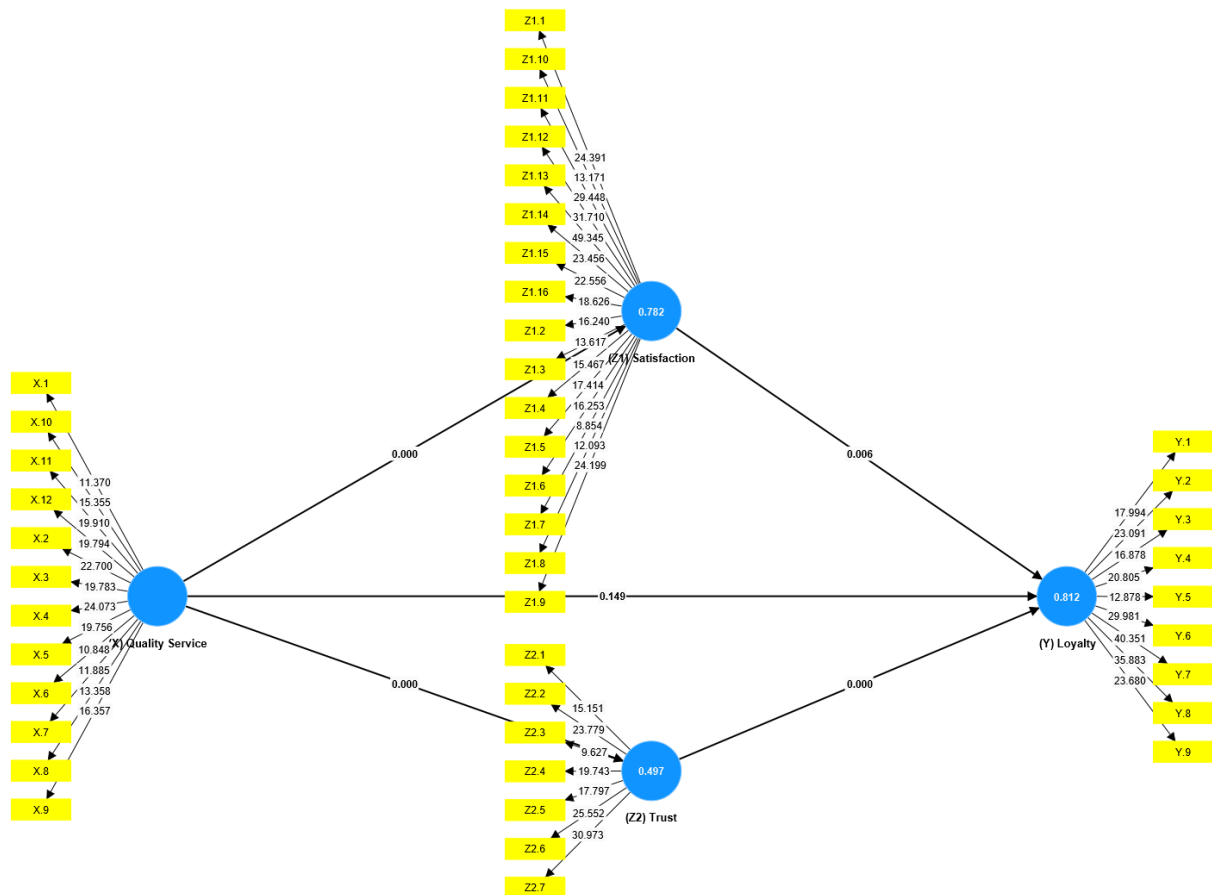 Z1.1
Z1.10
Z1.11
Z1.12
Z1.13
Z1.14
Z1.15
Z1.16
Z1.2
Z1.3
Z1.4
Z1.5
Z1.6
Z1.7
Z1.8
Z1.9
24.391
13.171
29.448
31.710
49.345
23.456
22.556
18.626
16.240
13.617
15.467
17.414
16.253
8.854
12.093
24.199
0.782
(Z1) Satisfaction
X.1
X.10
X.11
X.12
X.2
X.3
X.4
X.5
X.6
X.7
X.8
X.9
11.370
15.355
19.910
19.794
22.700
19.783
24.073
19.756
10.848
11.885
13.358
16.357
(X) Quality Service
0.000
0.149
0.000
0.006
0.000
Z2.1
Z2.2
Z2.3
Z2.4
Z2.5
Z2.6
Z2.7
15.151
23.779
9.627
19.743
17.797
25.552
30.973
0.497
(Z2) Trust
0.812
(Y) Loyalty
17.994
23.091
16.878
20.805
12.878
29.981
40.351
35.883
23.680
Y.1
Y.2
Y.3
Y.4
Y.5
Y.6
Y.7
Y.8
Y.9